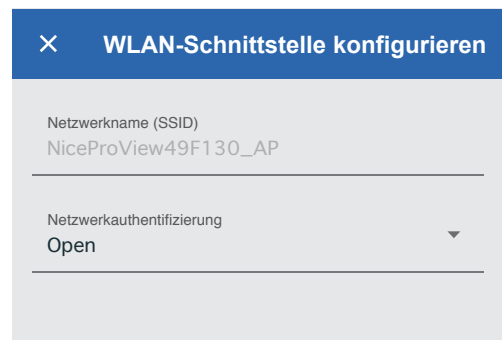 WLAN-Schnittstelle konfigurieren
Netzwerkname (SSID)
NiceProView49F130_AP
Netzwerkauthentifizierung
Open